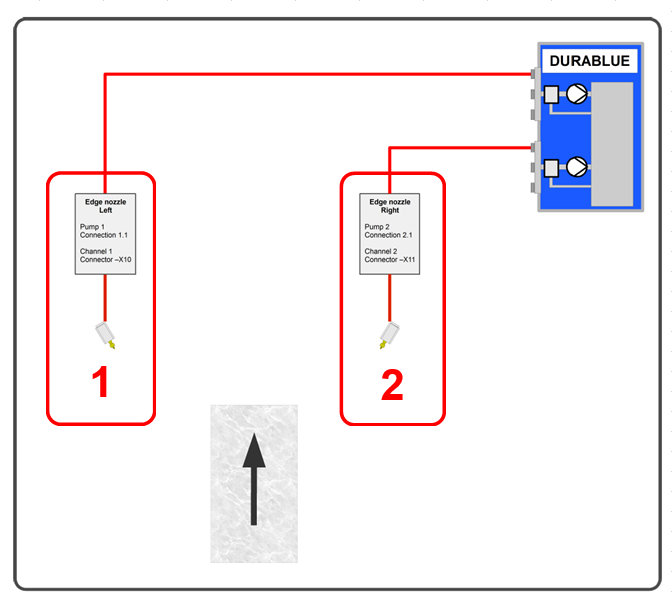 DURABLUE
Edge nozzle
Left
Pump 1
Connection 1.1
Channel 1
Connector –X10
1
Edge nozzle
Right
Pump 2
Connection 2.1
Channel 2
Connector –X11
2